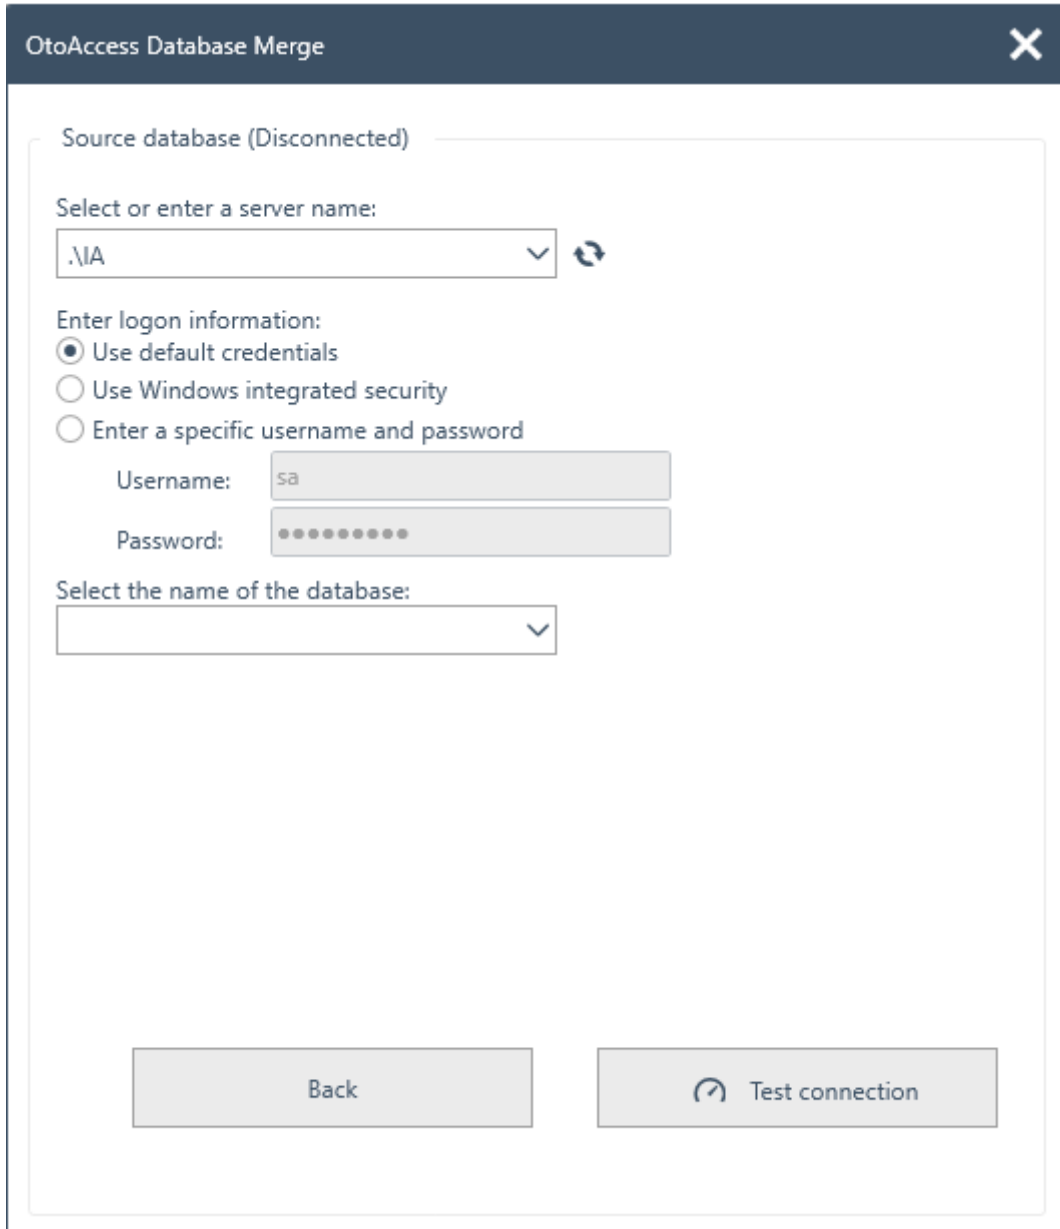 OtoAccess Database Merge
Source database (Disconnected)
Select or enter a server name:
.\IA
Enter logon information:
Use default credentials
Use Windows integrated security
Enter a specific username and password
Username: sa
Password: ●●●●●●●●●
Select the name of the database:
Back Test connection